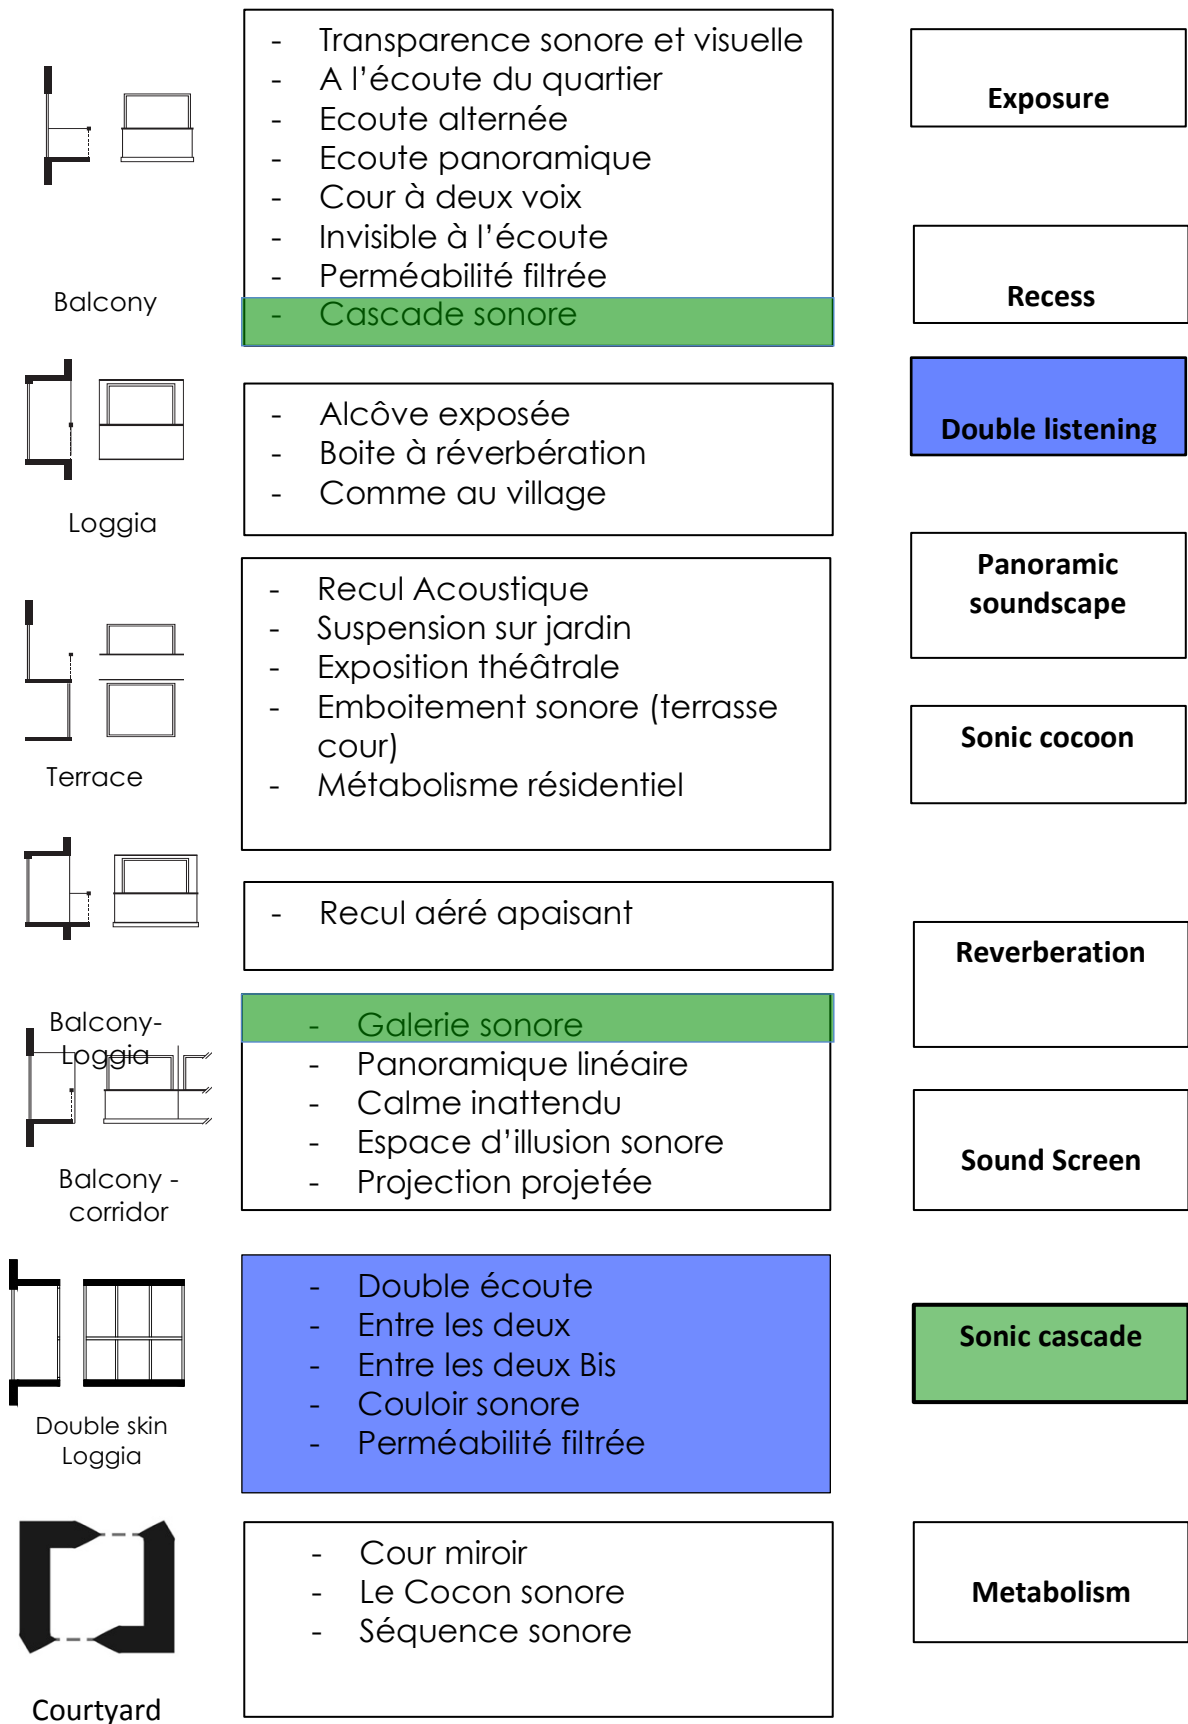 - Transparence sonore et visuelle
- A l’écoute du quartier
- Ecoute alternée
- Ecoute panoramique
- Cour à deux voix
- Invisible à l’écoute
- Perméabilité filtrée
- Cascade sonore
Balcony
- Alcôve exposée
- Boite à réverbération
- Comme au village
Loggia
- Recul Acoustique
- Suspension sur jardin
- Exposition théâtrale
- Emboitement sonore (terrasse
cour)
- Métabolisme résidentiel
Terrace
- Recul aéré apaisant
Balcony-
Loggia
- Galerie sonore
- Panoramique linéaire
- Calme inattendu
- Espace d’illusion sonore
- Projection projetée
Balcony -
corridor
- Double écoute
- Entre les deux
- Entre les deux Bis
- Couloir sonore
- Perméabilité filtrée
Double skin
Loggia
- Cour miroir
- Le Cocon sonore
- Séquence sonore
Courtyard
Exposure
Recess
Double listening
Panoramic
soundscape
Sonic cocoon
Reverberation
Sound Screen
Sonic cascade
Metabolism